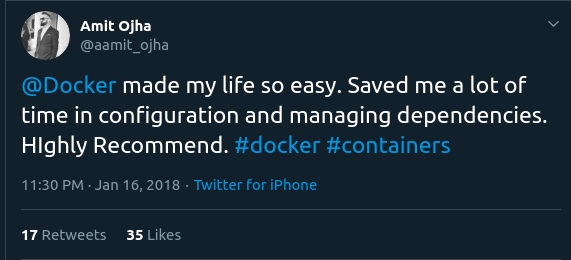 Amit Ojha
@aamit_ojha
@Docker made my life so easy. Saved me a lot of
time in configuration and managing dependencies.
HIghly Recommend. #docker #containers
11:30 PM · Jan 16, 2018 · Twitter for iPhone
17 Retweets 35 Likes